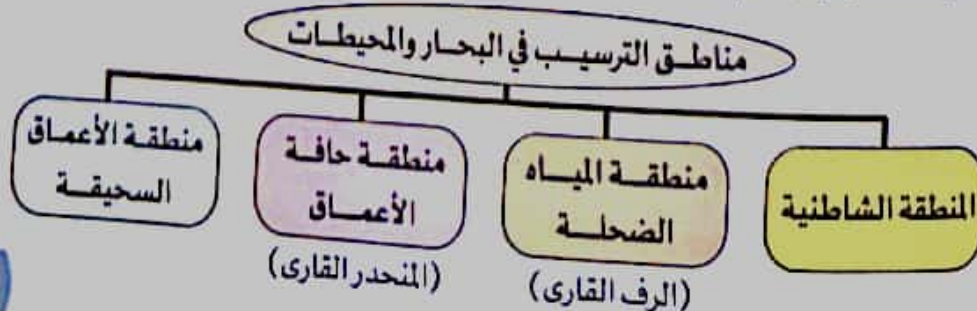 مناطق الترسيب في البحار والمحيطات
المنطقة الشاطئية
منطقة المياه
الضحلة
(الرف القارى)
منطقة حافة
الأعماق
(المنحدر القارى)
منطقة الأعماق
السحيقة